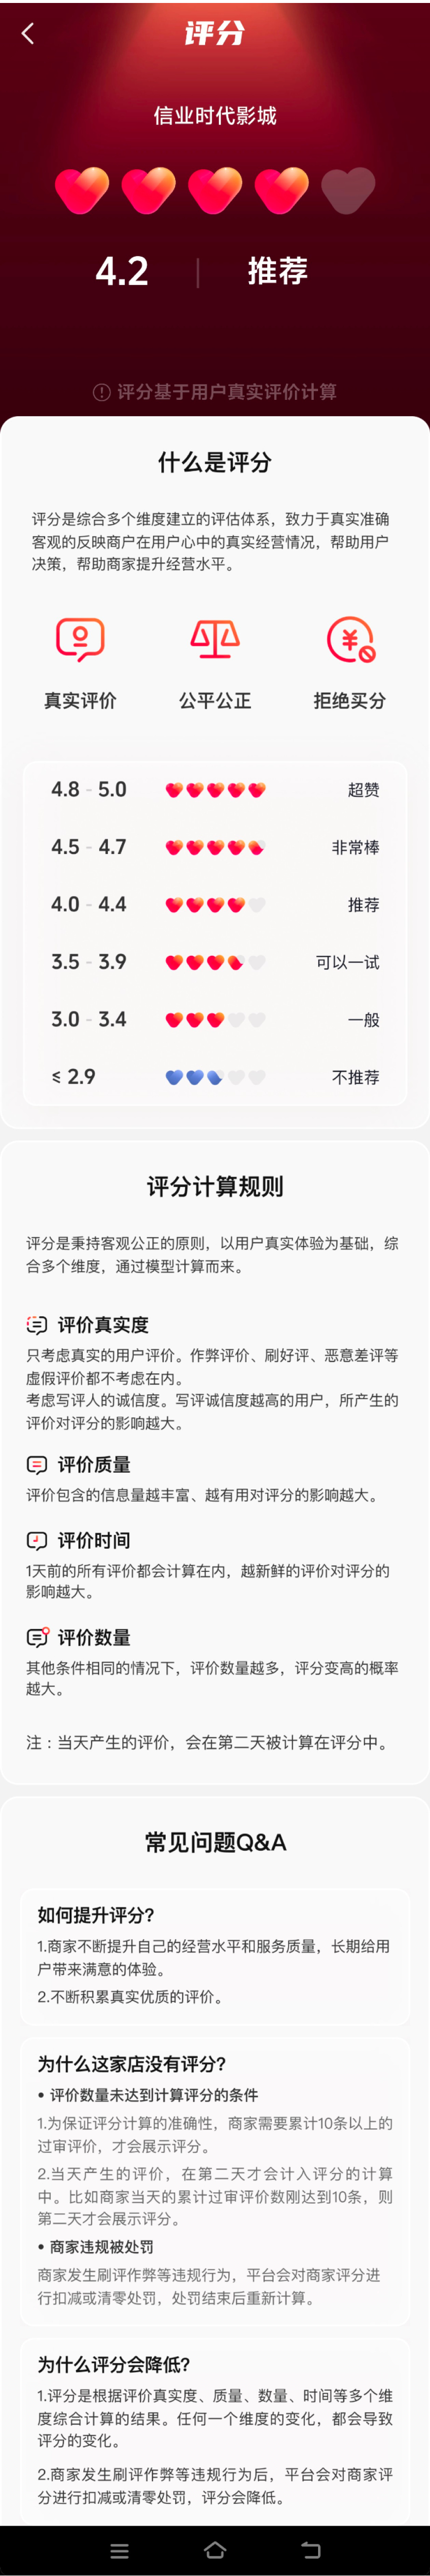 评分
信业时代影城
4.2 推荐
评分基于用户真实评价计算
什么是评分
评分是综合多个维度建立的评估体系，致力于真实准确
客观的反映商户在用户心中的真实经营情况，帮助用户
决策，帮助商家提升经营水平。
真实评价 公平公正 拒绝买分
4.8 - 5.0 超赞
4.5 - 4.7 非常棒
4.0 - 4.4 推荐
3.5 - 3.9 可以一试
3.0 - 3.4 一般
≤ 2.9 不推荐
评分计算规则
评分是秉持客观公正的原则，以用户真实体验为基础，综
合多个维度，通过模型计算而来。
评价真实度
只考虑真实的用户评价。作弊评价、刷好评、恶意差评等
虚假评价都不考虑在内。
考虑写评人的诚信度。写评诚信度越高的用户，所产生的
评价对评分的影响越大。
评价质量
评价包含的信息量越丰富、越有用对评分的影响越大。
评价时间
1天前的所有评价都会计算在内，越新鲜的评价对评分的
影响越大。
评价数量
其他条件相同的情况下，评价数量越多，评分变高的概率
越大。
注：当天产生的评价，会在第二天被计算在评分中。
常见问题Q&A
如何提升评分?
1.商家不断提升自己的经营水平和服务质量，长期给用
户带来满意的体验。
2.不断积累真实优质的评价。
为什么这家店没有评分?
• 评价数量未达到计算评分的条件
1.为保证评分计算的准确性，商家需要累计10条以上的
过审评价，才会展示评分。
2.当天产生的评价，在第二天才会计入评分的计算
中。比如商家当天的累计过审评价数刚达到10条，则
第二天才会展示评分。
• 商家违规被处罚
商家发生刷评作弊等违规行为，平台会对商家评分进
行扣减或清零处罚，处罚结束后重新计算。
为什么评分会降低?
1.评分是根据评价真实度、质量、数量、时间等多个维
度综合计算的结果。任何一个维度的变化，都会导致
评分的变化。
2.商家发生刷评作弊等违规行为后，平台会对商家评
分进行扣减或清零处罚，评分会降低。